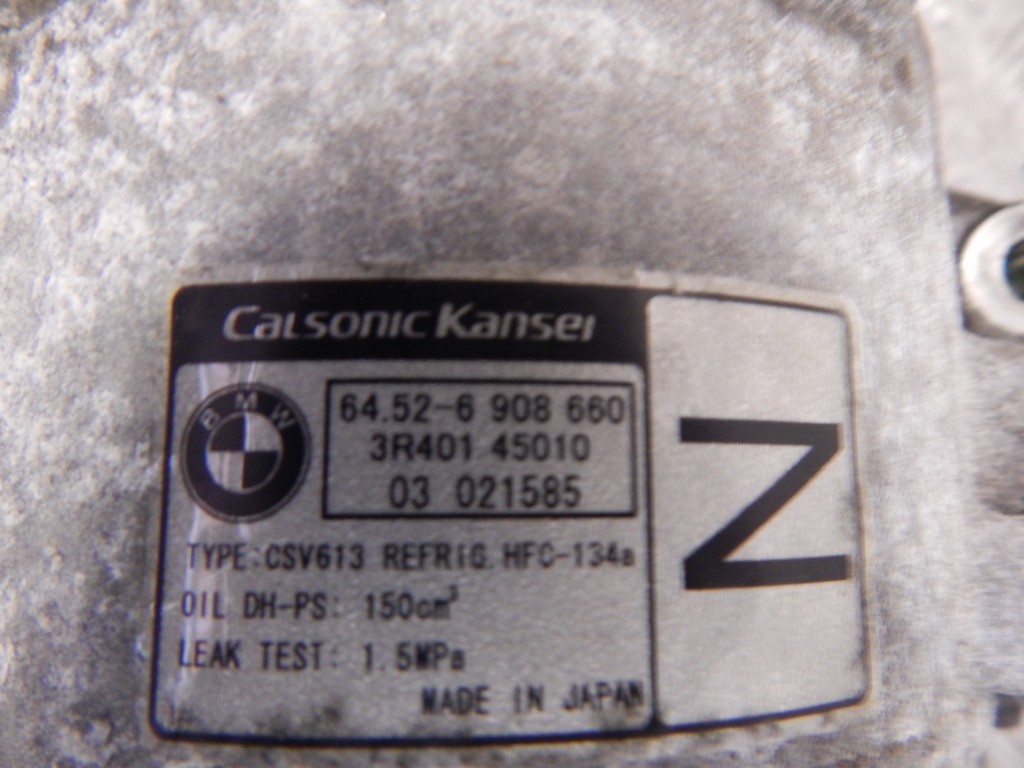 Calsonic Kansei
BMW
64.52-6 908 660
3R401 45010
03 021585
TYPE:CSV613 REFRIG.HFC-134a
OIL DH-PS: 150cm³
LEAK TEST: 1.5MPa
MADE IN JAPAN
Z